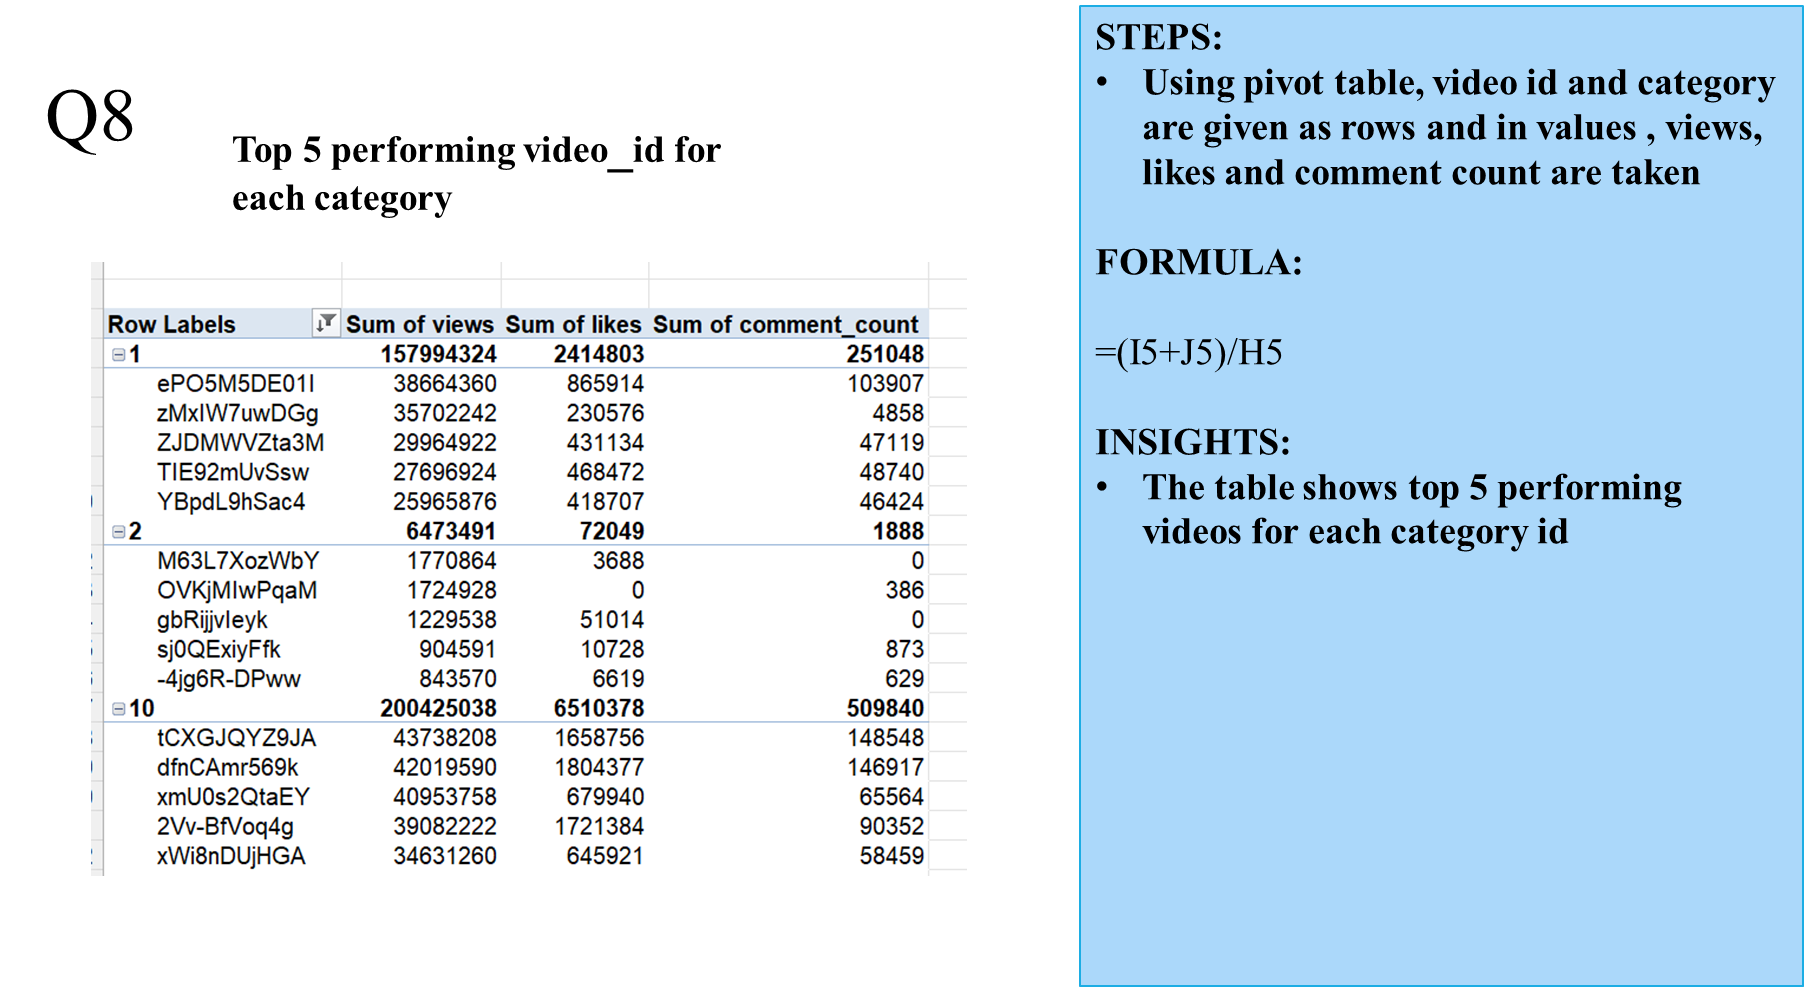 Q8
Top 5 performing video_id for
each category
Row Labels Sum of views Sum of likes Sum of comment_count
1 157994324 2414803 251048
ePO5M5DE01I 38664360 865914 103907
zMxIW7uwDGg 35702242 230576 4858
ZJDMWVZta3M 29964922 431134 47119
TIE92mUvSsw 27696924 468472 48740
YBpdL9hSac4 25965876 418707 46424
2 6473491 72049 1888
M63L7XozWbY 1770864 3688 0
OVKjMIwPqaM 1724928 0 386
gbRijjvIeyk 1229538 51014 0
sj0QExiyFfk 904591 10728 873
-4jg6R-DPww 843570 6619 629
10 200425038 6510378 509840
tCXGJQYZ9JA 43738208 1658756 148548
dfnCAmr569k 42019590 1804377 146917
xmU0s2QtaEY 40953758 679940 65564
2Vv-BfVoq4g 39082222 1721384 90352
xWi8nDUjHGA 34631260 645921 58459
STEPS:
• Using pivot table, video id and category
are given as rows and in values , views,
likes and comment count are taken
FORMULA:
=(I5+J5)/H5
INSIGHTS:
• The table shows top 5 performing
videos for each category id